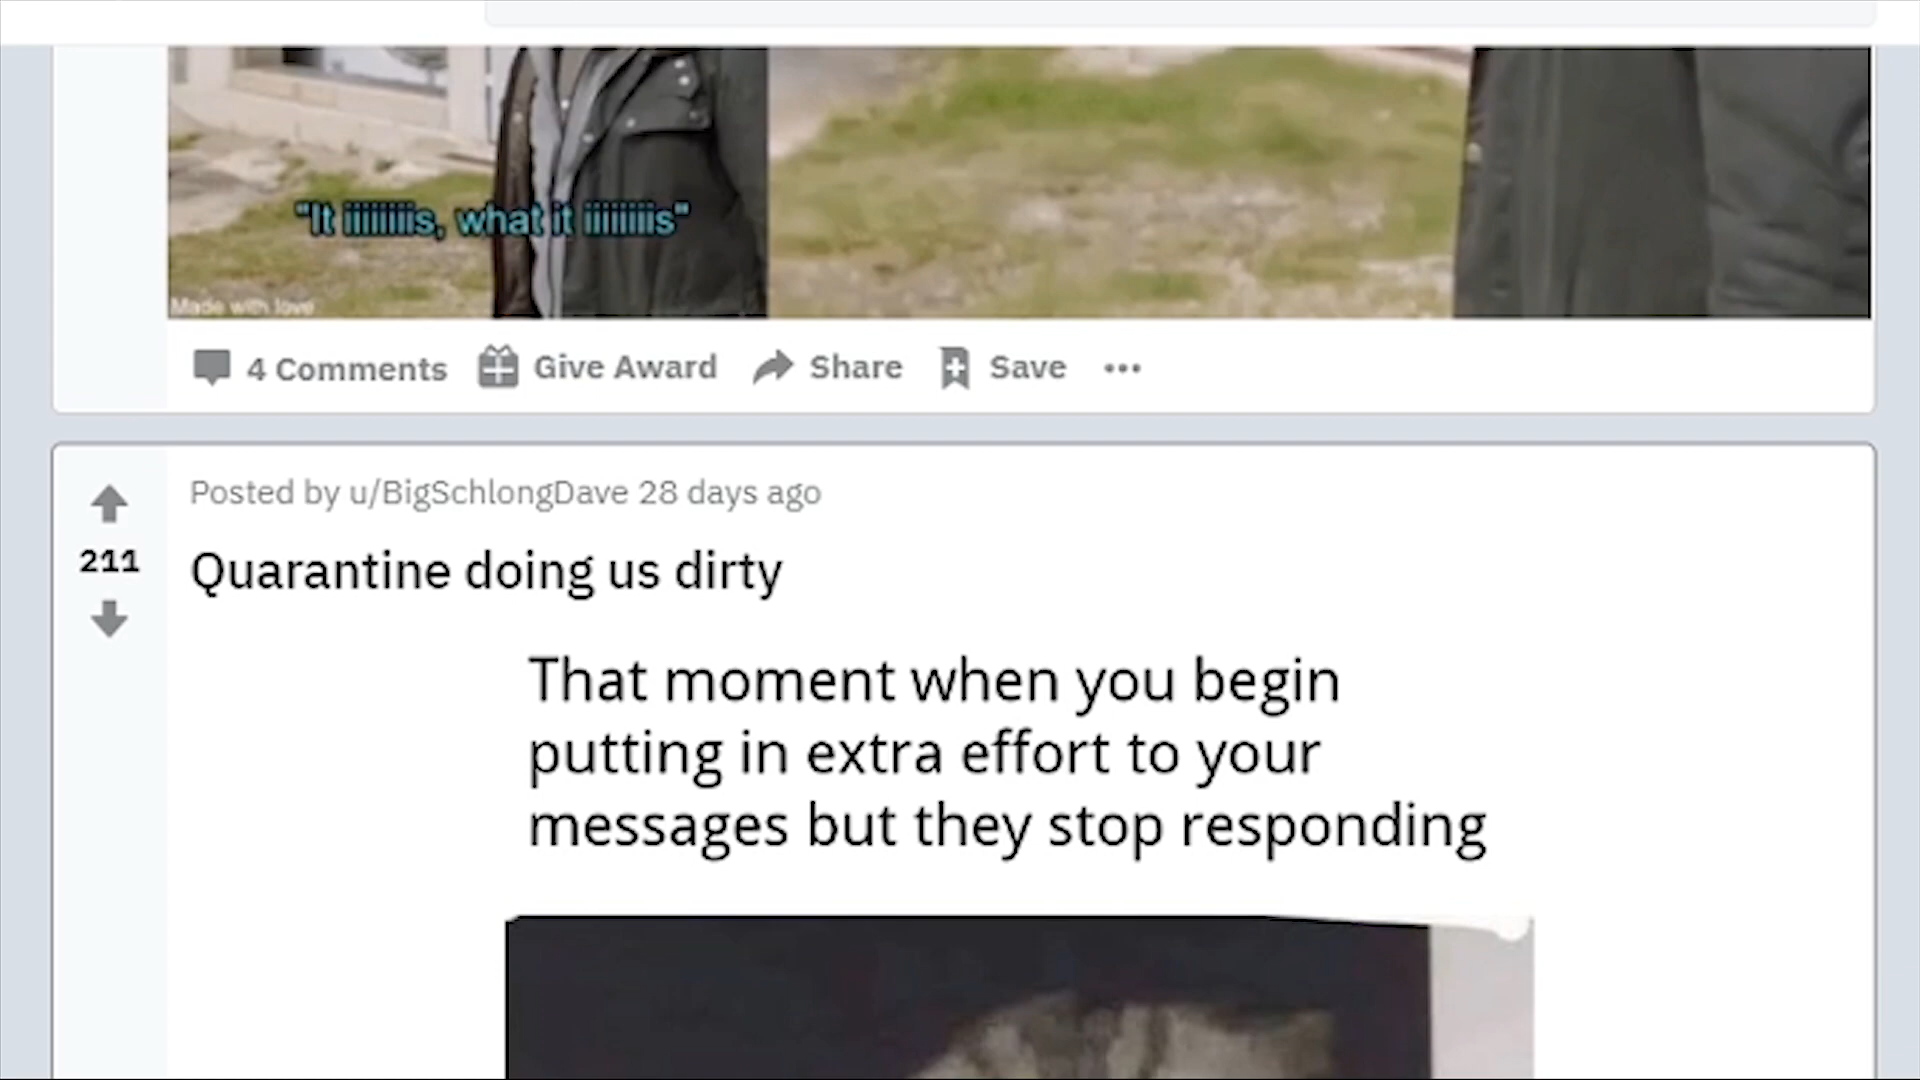 "It iiiiiiiis, what it iiiiiiiis"
Made with love
4 Comments Give Award Share Save
Posted by u/BigSchlongDave 28 days ago
211
Quarantine doing us dirty
That moment when you begin
putting in extra effort to your
messages but they stop responding